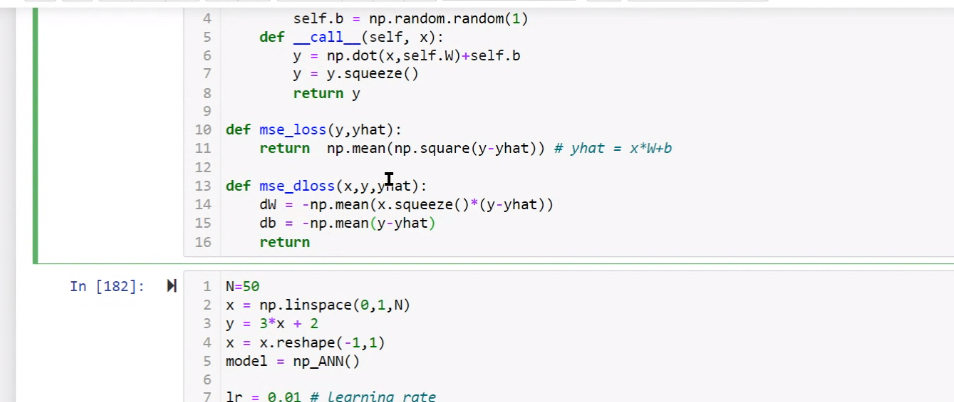 4 self.b = np.random.random(1)
5 def __call__(self, x):
6 y = np.dot(x,self.W)+self.b
7 y = y.squeeze()
8 return y
9
10 def mse_loss(y,yhat):
11 return np.mean(np.square(y-yhat)) # yhat = x*W+b
12
13 def mse_dloss(x,y,yhat):
14 dW = -np.mean(x.squeeze()*(y-yhat))
15 db = -np.mean(y-yhat)
16 return
In [182]:
1 N=50
2 x = np.linspace(0,1,N)
3 y = 3*x + 2
4 x = x.reshape(-1,1)
5 model = np_ANN()
6
7 lr = 0.01 # learning rate